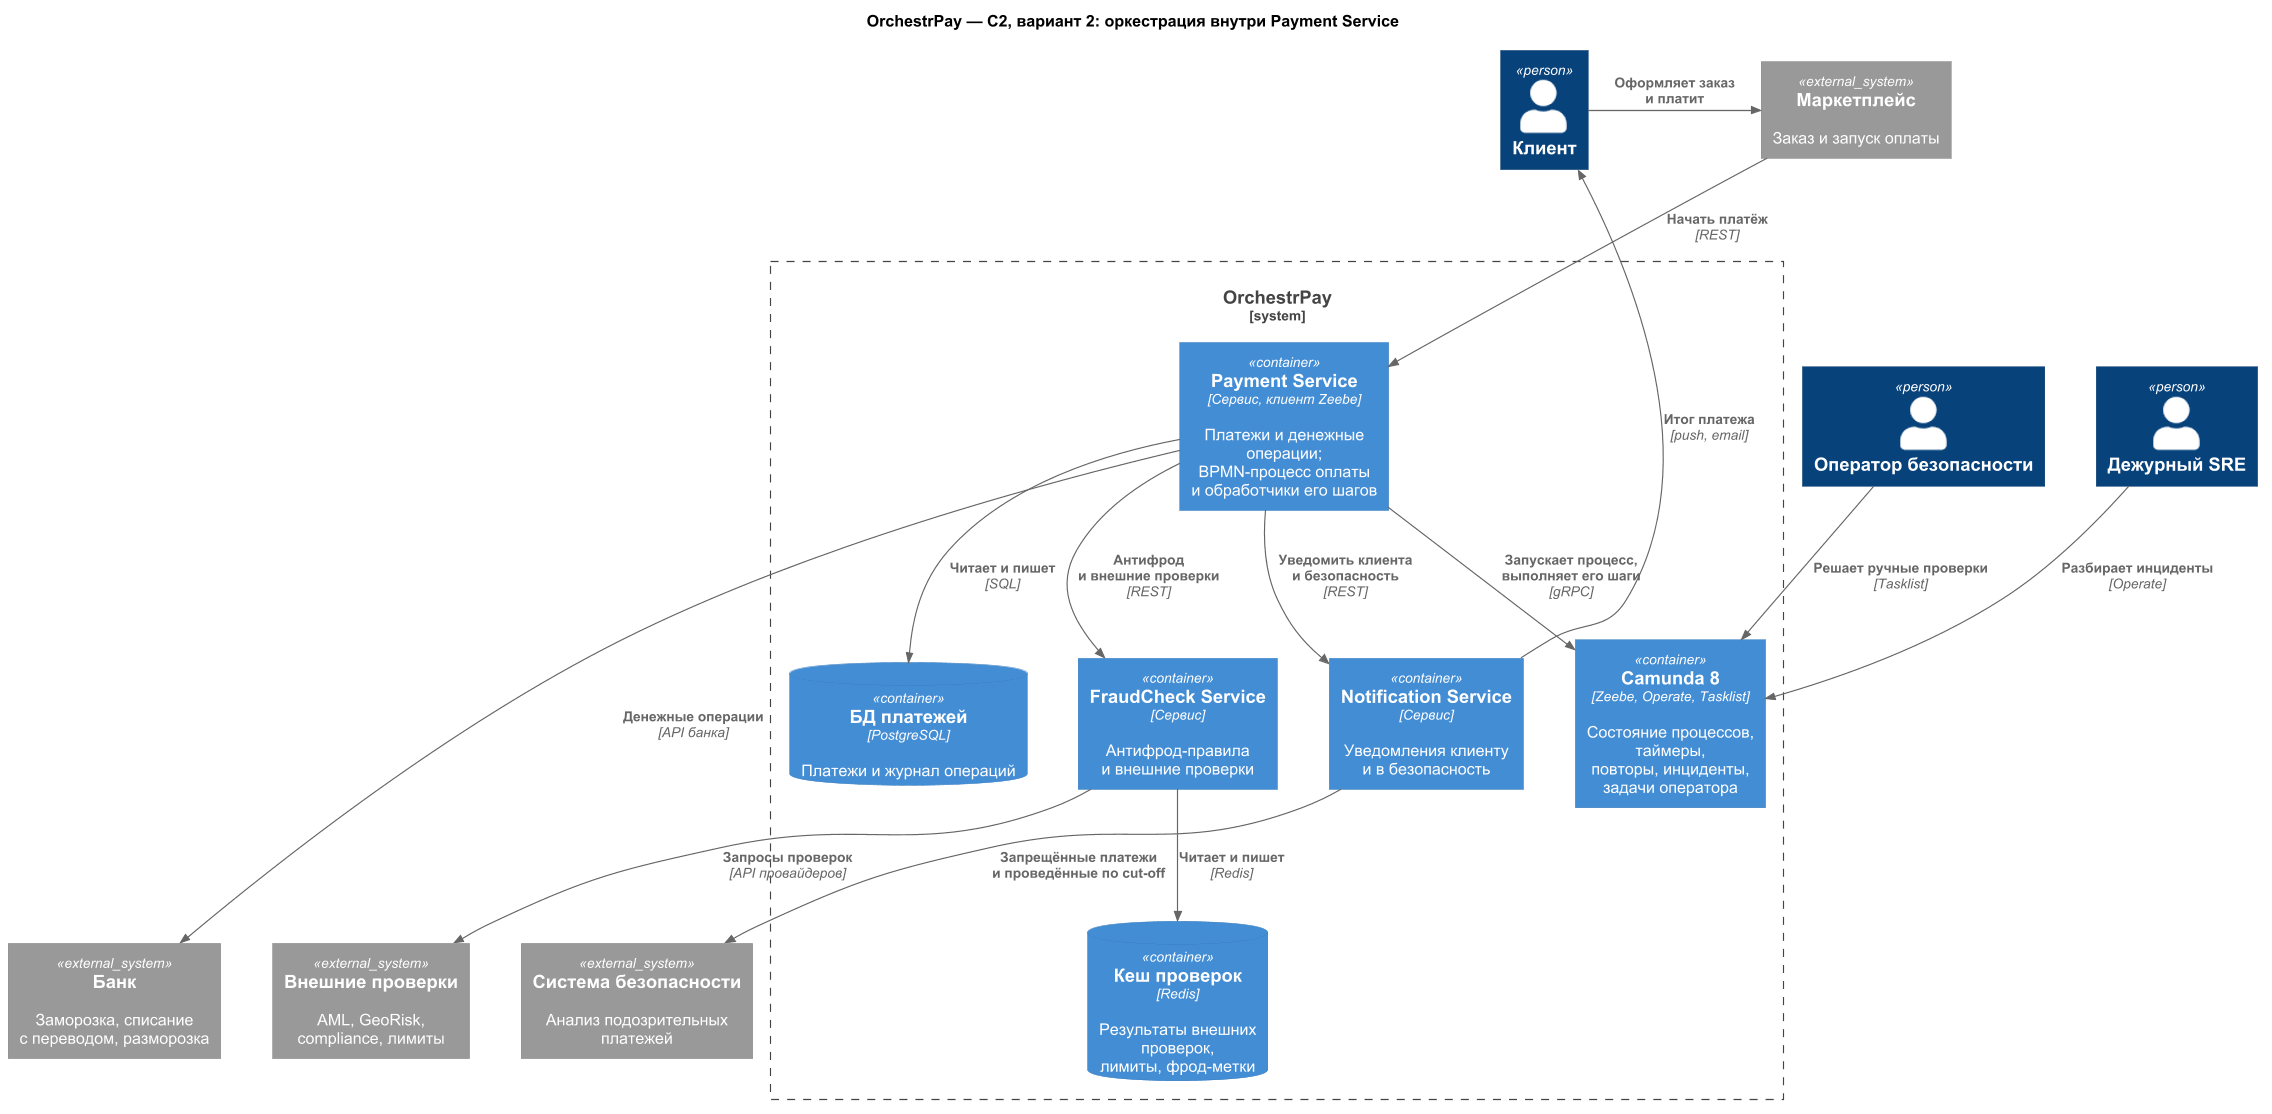 OrchestrPay — C2, вариант 2: оркестрация внутри Payment Service
«person»
Клиент
Оформляет заказ
и платит
«external_system»
Маркетплейс
Заказ и запуск оплаты
Начать платёж
[REST]
OrchestrPay
[system]
«container»
Payment Service
[Сервис, клиент Zeebe]
Платежи и денежные
операции;
BPMN-процесс оплаты
и обработчики его шагов
Итог платежа
[push, email]
«person»
Оператор безопасности
«person»
Дежурный SRE
Читает и пишет
[SQL]
Антифрод
и внешние проверки
[REST]
Уведомить клиента
и безопасность
[REST]
Запускает процесс,
выполняет его шаги
[gRPC]
Решает ручные проверки
[Tasklist]
Разбирает инциденты
[Operate]
Денежные операции
[API банка]
«container»
БД платежей
[PostgreSQL]
Платежи и журнал операций
«container»
FraudCheck Service
[Сервис]
Антифрод-правила
и внешние проверки
«container»
Notification Service
[Сервис]
Уведомления клиенту
и в безопасность
«container»
Camunda 8
[Zeebe, Operate, Tasklist]
Состояние процессов,
таймеры,
повторы, инциденты,
задачи оператора
Запросы проверок
[API провайдеров]
Запрещённые платежи
и проведённые по cut-off
Читает и пишет
[Redis]
«external_system»
Банк
Заморозка, списание
с переводом, разморозка
«external_system»
Внешние проверки
AML, GeoRisk,
compliance, лимиты
«external_system»
Система безопасности
Анализ подозрительных
платежей
«container»
Кеш проверок
[Redis]
Результаты внешних
проверок,
лимиты, фрод-метки